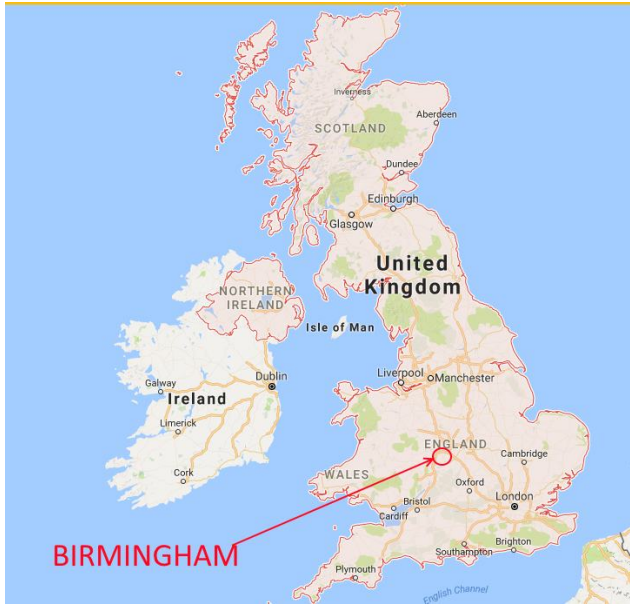 Inverness
Aberdeen
SCOTLAND
Dundee
Edinburgh
Glasgow
United
Kingdom
NORTHERN
IRELAND
Isle of Man
Liverpool
Manchester
Dublin
Galway
Ireland
Limerick
ENGLAND
Cambridge
WALES
Cork
Oxford
London
Bristol
Cardiff
BIRMINGHAM
Brighton
Southampton
Plymouth
English Channel